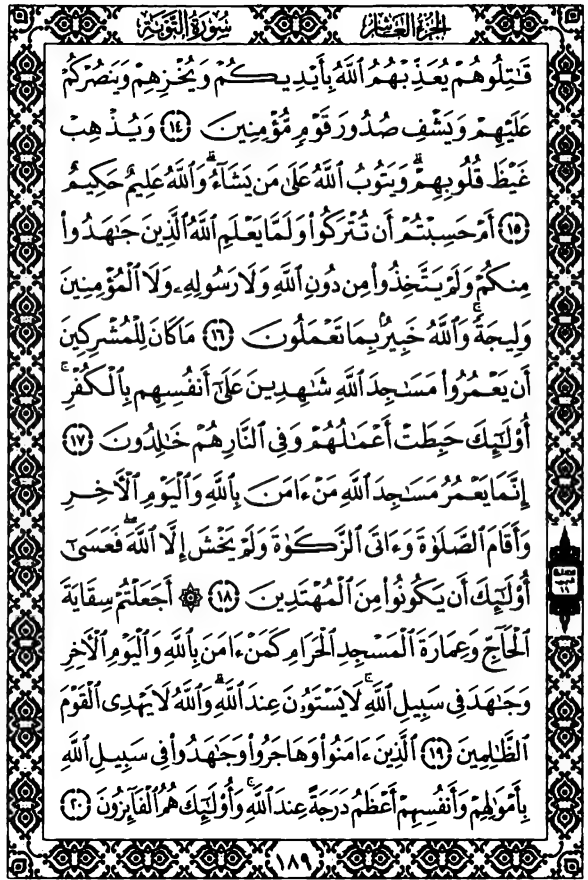 الجزء العاشر
سورة التوبة
قَٰتِلُوهُمْ يُعَذِّبْهُمُ ٱللَّهُ بِأَيْدِيكُمْ وَيُخْزِهِمْ وَيَنصُرْكُمْ
عَلَيْهِمْ وَيَشْفِ صُدُورَ قَوْمٍ مُّؤْمِنِينَ ١٤ وَيُذْهِبْ
غَيْظَ قُلُوبِهِمْ ۗ وَيَتُوبُ ٱللَّهُ عَلَىٰ مَن يَشَآءُ ۗ وَٱللَّهُ عَلِيمٌ حَكِيمٌ
١٥ أَمْ حَسِبْتُمْ أَن تُتْرَكُوا۟ وَلَمَّا يَعْلَمِ ٱللَّهُ ٱلَّذِينَ جَٰهَدُوا۟
مِنكُمْ وَلَمْ يَتَّخِذُوا۟ مِن دُونِ ٱللَّهِ وَلَا رَسُولِهِۦ وَلَا ٱلْمُؤْمِنِينَ
وَلِيجَةً ۚ وَٱللَّهُ خَبِيرٌۢ بِمَا تَعْمَلُونَ ١٦ مَا كَانَ لِلْمُشْرِكِينَ
أَن يَعْمُرُوا۟ مَسَٰجِدَ ٱللَّهِ شَٰهِدِينَ عَلَىٰٓ أَنفُسِهِم بِٱلْكُفْرِ ۚ
أُو۟لَٰٓئِكَ حَبِطَتْ أَعْمَٰلُهُمْ وَفِى ٱلنَّارِ هُمْ خَٰلِدُونَ ١٧
إِنَّمَا يَعْمُرُ مَسَٰجِدَ ٱللَّهِ مَنْ ءَامَنَ بِٱللَّهِ وَٱلْيَوْمِ ٱلْءَاخِرِ
وَأَقَامَ ٱلصَّلَوٰةَ وَءَاتَى ٱلزَّكَوٰةَ وَلَمْ يَخْشَ إِلَّا ٱللَّهَ ۖ فَعَسَىٰٓ
أُو۟لَٰٓئِكَ أَن يَكُونُوا۟ مِنَ ٱلْمُهْتَدِينَ ١٨ ۞ أَجَعَلْتُمْ سِقَايَةَ
ٱلْحَآجِّ وَعِمَارَةَ ٱلْمَسْجِدِ ٱلْحَرَامِ كَمَنْ ءَامَنَ بِٱللَّهِ وَٱلْيَوْمِ ٱلْءَاخِرِ
وَجَٰهَدَ فِى سَبِيلِ ٱللَّهِ ۚ لَا يَسْتَوُۥنَ عِندَ ٱللَّهِ ۗ وَٱللَّهُ لَا يَهْدِى ٱلْقَوْمَ
ٱلظَّٰلِمِينَ ١٩ ٱلَّذِينَ ءَامَنُوا۟ وَهَاجَرُوا۟ وَجَٰهَدُوا۟ فِى سَبِيلِ ٱللَّهِ
بِأَمْوَٰلِهِمْ وَأَنفُسِهِمْ أَعْظَمُ دَرَجَةً عِندَ ٱللَّهِ ۚ وَأُو۟لَٰٓئِكَ هُمُ ٱلْفَآئِزُونَ ٢٠
١٨٩